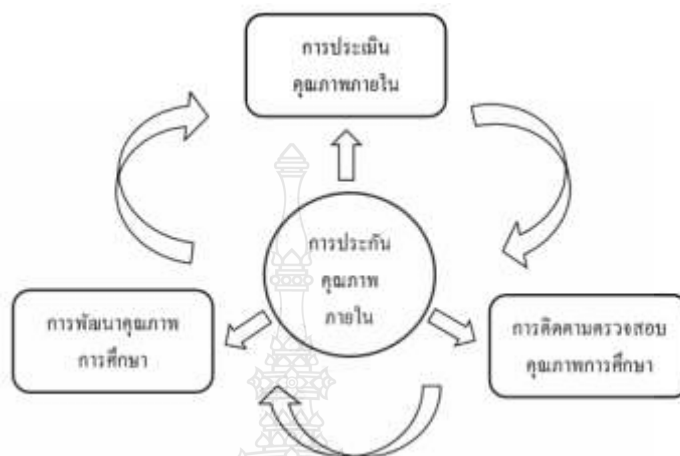 การประเมิน
คุณภาพภายใน
การประกัน
คุณภาพ
ภายใน
การพัฒนาคุณภาพ
การศึกษา
การติดตามตรวจสอบ
คุณภาพการศึกษา